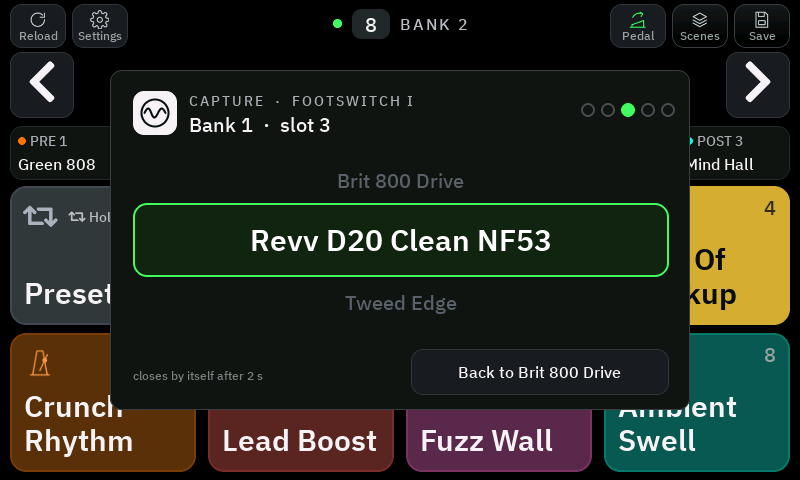 Reload
Settings
8
BANK 2
Pedal
Scenes
Save
CAPTURE · FOOTSWITCH I
Bank 1 · slot 3
PRE 1
Green 808
POST 3
Mind Hall
Brit 800 Drive
Revv D20 Clean NF53
Tweed Edge
Hol
Preset
4
Of
kup
closes by itself after 2 s
Back to Brit 800 Drive
Crunch
Rhythm
Lead Boost
Fuzz Wall
8
Ambient
Swell